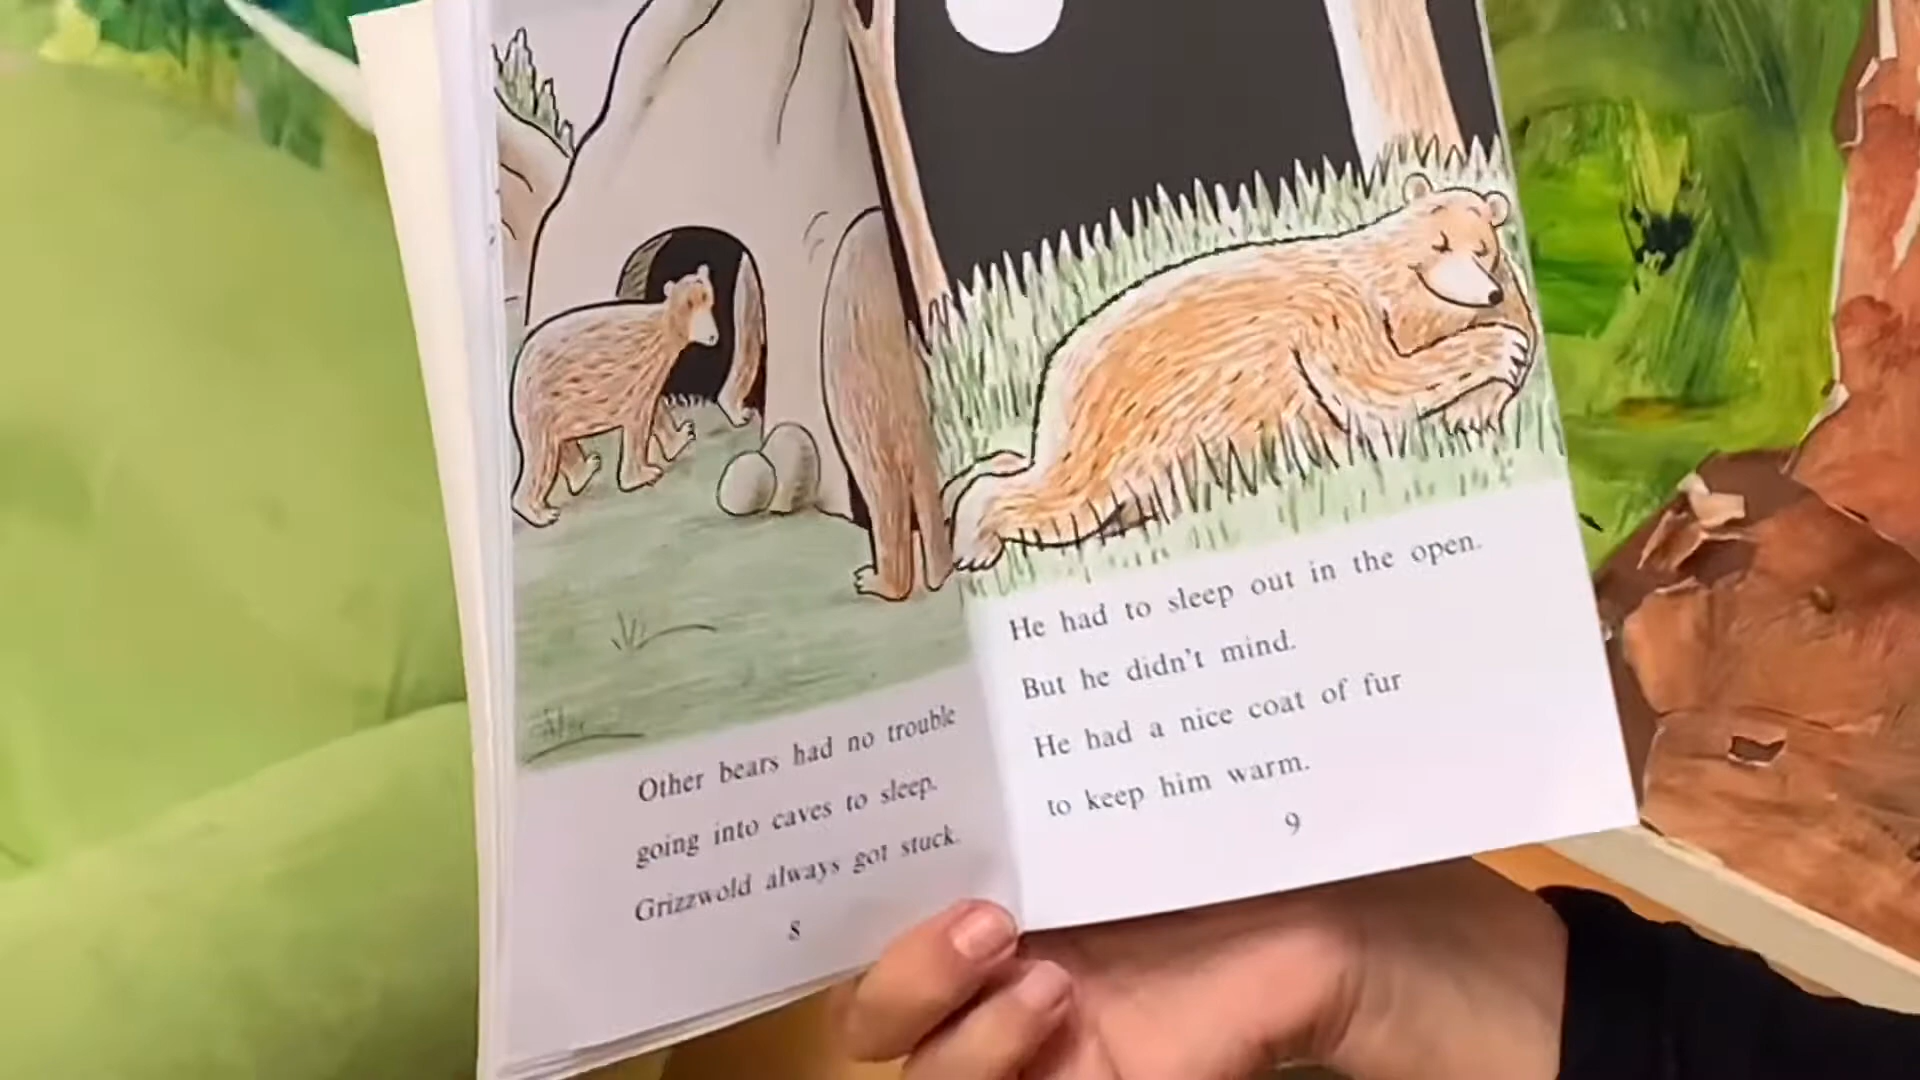 Other bears had no trouble
going into caves to sleep.
Grizzwold always got stuck.
8
He had to sleep out in the open.
But he didn't mind.
He had a nice coat of fur
to keep him warm.
9